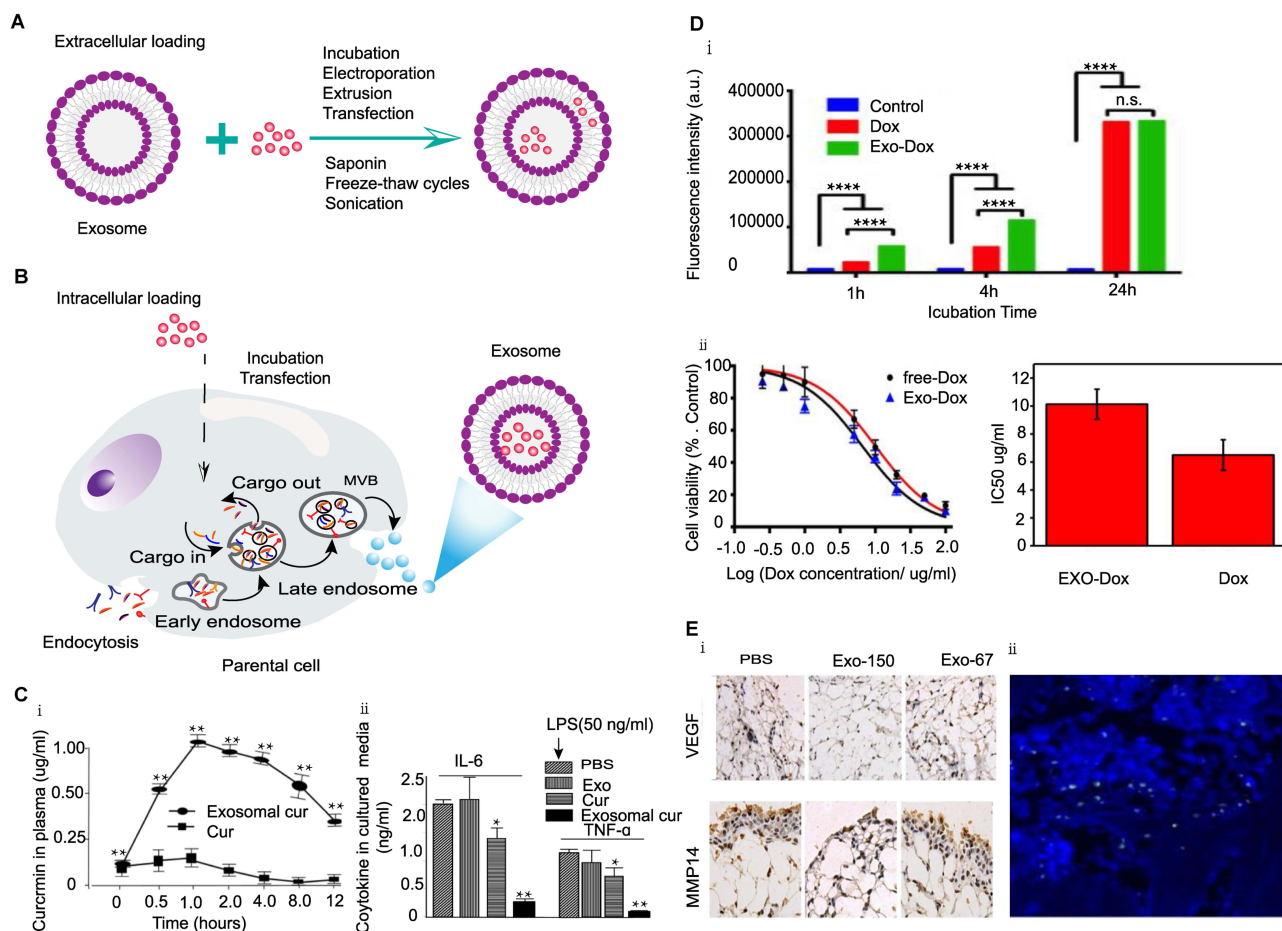 A
Extracellular loading
Exosome
Incubation
Electroporation
Extrusion
Transfection
Saponin
Freeze-thaw cycles
Sonication
B
Intracellular loading
Incubation
Transfection
Exosome
Cargo out
MVB
Cargo in
Late endosome
Early endosome
Endocytosis
Parental cell
C
i
Curcrmin in plasma (ug/ml)
1.00
0.50
0.25
0
** ** ** ** ** ** **
Exosomal cur
Cur
0 0.5 1.0 2.0 4.0 8.0 12
Time (hours)
ii
Coytokine in cultured media
(ng/ml)
2.5
2.0
1.0
0.5
0
LPS(50 ng/ml)
IL-6
PBS
Exo
Cur
Exosomal cur
TNF-α
* ** * **
D
i
Fluorescence intensity (a.u.)
400000
300000
200000
100000
0
Control
Dox
Exo-Dox
**** ****
**** ****
****
n.s.
1h 4h 24h
Icubation Time
ii
Cell viability (% . Control)
100
80
60
40
20
0
free-Dox
Exo-Dox
-1.0 -0.5 0.0 0.5 1.0 1.5 2.0
Log (Dox concentration/ ug/ml)
IC50 ug/ml
12
10
8
6
4
2
0
EXO-Dox Dox
E
i
PBS Exo-150 Exo-67
VEGF
MMP14
ii